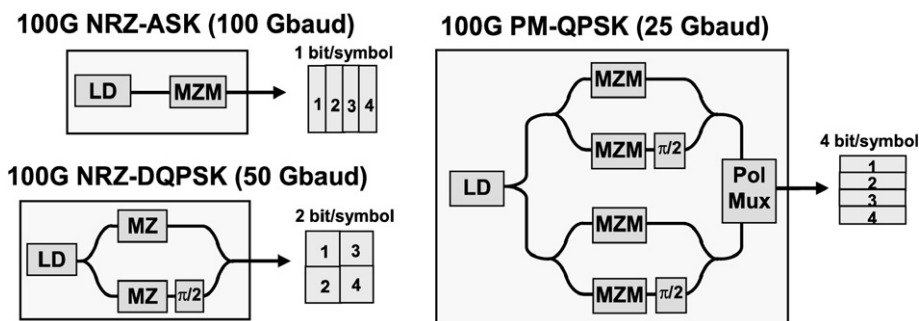 100G NRZ-ASK (100 Gbaud)
LD
MZM
1 bit/symbol
1 2 3 4
100G NRZ-DQPSK (50 Gbaud)
LD
MZ
MZ π/2
2 bit/symbol
1 3
2 4
100G PM-QPSK (25 Gbaud)
LD
MZM
MZM π/2
MZM
MZM π/2
Pol
Mux
4 bit/symbol
1
2
3
4